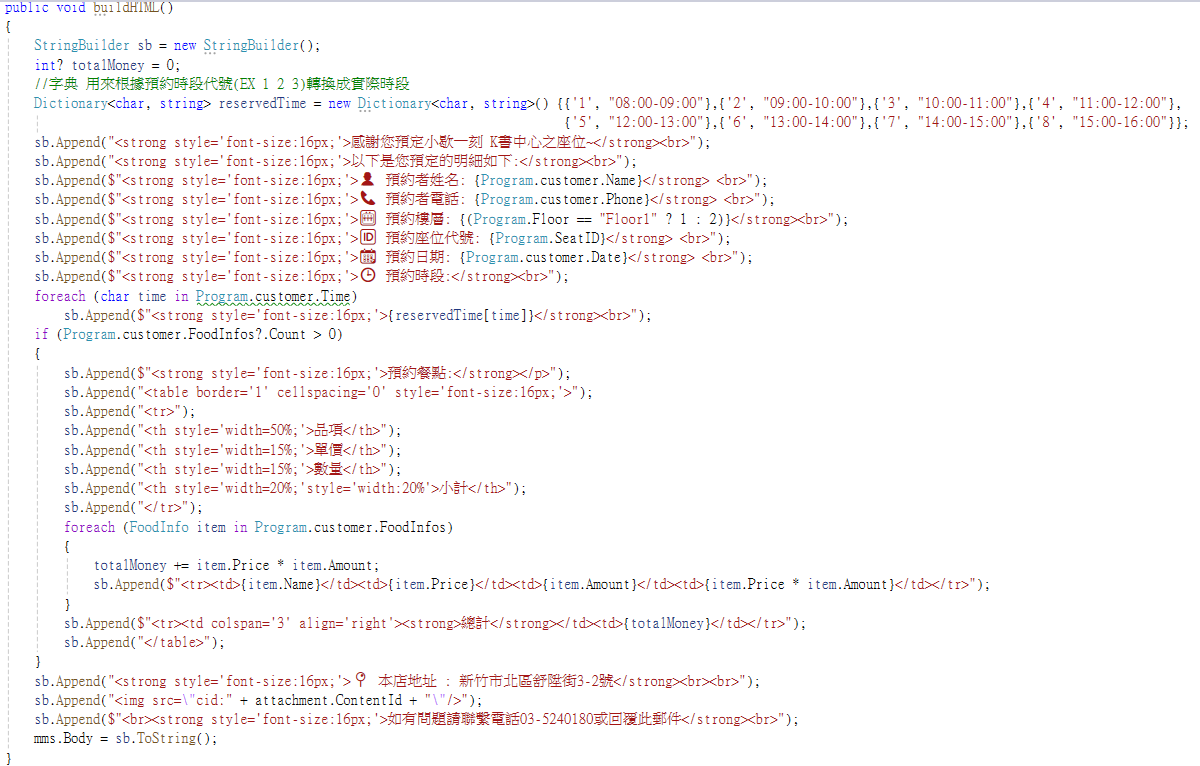 public void buildHTML()
{
StringBuilder sb = new StringBuilder();
int? totalMoney = 0;
//字典 用來根據預約時段代號(EX 1 2 3)轉換成實際時段
Dictionary<char, string> reservedTime = new Dictionary<char, string>() {{'1', "08:00-09:00"},{'2', "09:00-10:00"},{'3', "10:00-11:00"},{'4', "11:00-12:00"},
{'5', "12:00-13:00"},{'6', "13:00-14:00"},{'7', "14:00-15:00"},{'8', "15:00-16:00"}};
sb.Append("<strong style='font-size:16px;'>感謝您預定小歇一刻 K書中心之座位~</strong><br>");
sb.Append("<strong style='font-size:16px;'>以下是您預定的明細如下:</strong><br>");
sb.Append($"<strong style='font-size:16px;'>👤 預約者姓名: {Program.customer.Name}</strong> <br>");
sb.Append($"<strong style='font-size:16px;'>📞 預約者電話: {Program.customer.Phone}</strong> <br>");
sb.Append($"<strong style='font-size:16px;'> 預約樓層: {(Program.Floor == "Floor1" ? 1 : 2)}</strong><br>");
sb.Append($"<strong style='font-size:16px;'>🆔 預約座位代號: {Program.SeatID}</strong> <br>");
sb.Append($"<strong style='font-size:16px;'>📅 預約日期: {Program.customer.Date}</strong> <br>");
sb.Append($"<strong style='font-size:16px;'>🕒 預約時段:</strong><br>");
foreach (char time in Program.customer.Time)
sb.Append($"<strong style='font-size:16px;'>{reservedTime[time]}</strong><br>");
if (Program.customer.FoodInfos?.Count > 0)
{
sb.Append($"<strong style='font-size:16px;'>預約餐點:</strong></p>");
sb.Append("<table border='1' cellspacing='0' style='font-size:16px;'>");
sb.Append("<tr>");
sb.Append("<th style='width=50%;'>品項</th>");
sb.Append("<th style='width=15%;'>單價</th>");
sb.Append("<th style='width=15%;'>數量</th>");
sb.Append("<th style='width=20%;'style='width:20%'>小計</th>");
sb.Append("</tr>");
foreach (FoodInfo item in Program.customer.FoodInfos)
{
totalMoney += item.Price * item.Amount;
sb.Append($"<tr><td>{item.Name}</td><td>{item.Price}</td><td>{item.Amount}</td><td>{item.Price * item.Amount}</td></tr>");
}
sb.Append($"<tr><td colspan='3' align='right'><strong>總計</strong></td><td>{totalMoney}</td></tr>");
sb.Append("</table>");
}
sb.Append("<strong style='font-size:16px;'>📍 本店地址 : 新竹市北區舒陞街3-2號</strong><br><br>");
sb.Append("<img src=\"cid:" + attachment.ContentId + "\"/>");
sb.Append($"<br><strong style='font-size:16px;'>如有問題請聯繫電話03-5240180或回覆此郵件</strong><br>");
mms.Body = sb.ToString();
}